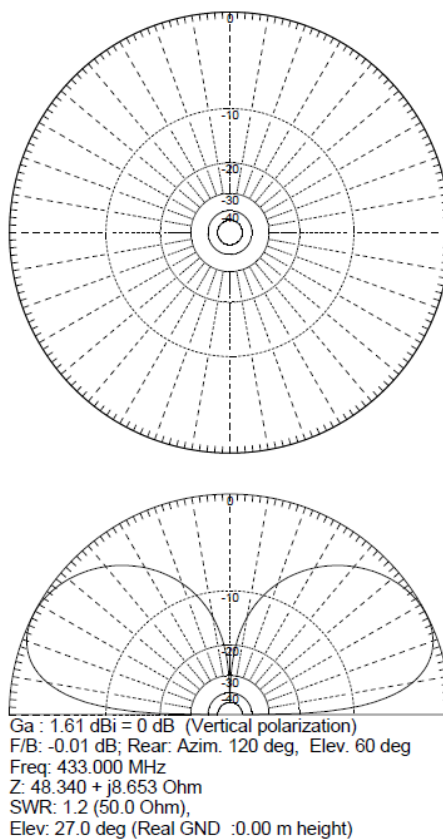 0
-10
-20
-30
-40
0
-10
-20
-30
-40
Ga : 1.61 dBi = 0 dB (Vertical polarization)
F/B: -0.01 dB; Rear: Azim. 120 deg, Elev. 60 deg
Freq: 433.000 MHz
Z: 48.340 + j8.653 Ohm
SWR: 1.2 (50.0 Ohm),
Elev: 27.0 deg (Real GND :0.00 m height)